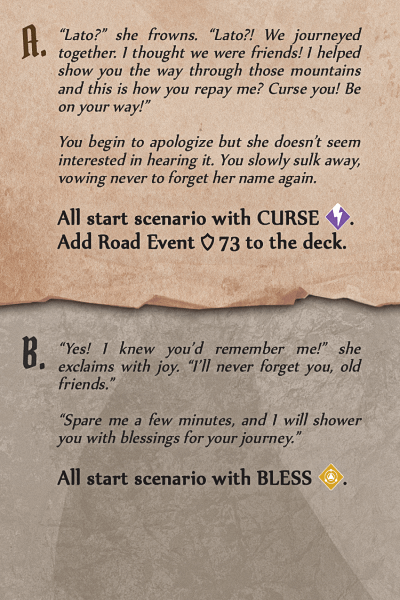 A.
“Lato?” she frowns. “Lato?! We journeyed
together. I thought we were friends! I helped
show you the way through those mountains
and this is how you repay me? Curse you! Be
on your way!”
You begin to apologize but she doesn’t seem
interested in hearing it. You slowly sulk away,
vowing never to forget her name again.
All start scenario with CURSE.
Add Road Event 73 to the deck.
B.
“Yes! I knew you’d remember me!” she
exclaims with joy. “I’ll never forget you, old
friends.”
“Spare me a few minutes, and I will shower
you with blessings for your journey.”
All start scenario with BLESS.